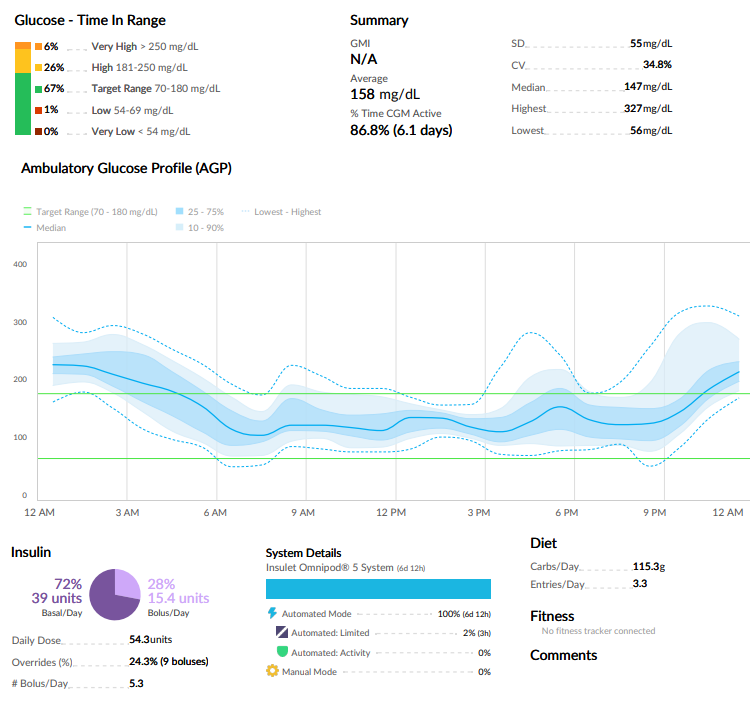 Glucose - Time In Range
6% Very High > 250 mg/dL
26% High 181-250 mg/dL
67% Target Range 70-180 mg/dL
1% Low 54-69 mg/dL
0% Very Low < 54 mg/dL
Summary
GMI
N/A
Average
158 mg/dL
% Time CGM Active
86.8% (6.1 days)
SD 55mg/dL
CV 34.8%
Median 147mg/dL
Highest 327mg/dL
Lowest 56mg/dL
Ambulatory Glucose Profile (AGP)
Target Range (70 - 180 mg/dL) 25 - 75% Lowest - Highest
Median 10 - 90%
400
300
200
100
0
12 AM 3 AM 6 AM 9 AM 12 PM 3 PM 6 PM 9 PM 12 AM
Insulin
72%
39 units
Basal/Day
28%
15.4 units
Bolus/Day
Daily Dose 54.3units
Overrides (%) 24.3% (9 boluses)
# Bolus/Day 5.3
System Details
Insulet Omnipod® 5 System (6d 12h)
Automated Mode 100% (6d 12h)
Automated: Limited 2% (3h)
Automated: Activity 0%
Manual Mode 0%
Diet
Carbs/Day 115.3g
Entries/Day 3.3
Fitness
No fitness tracker connected
Comments